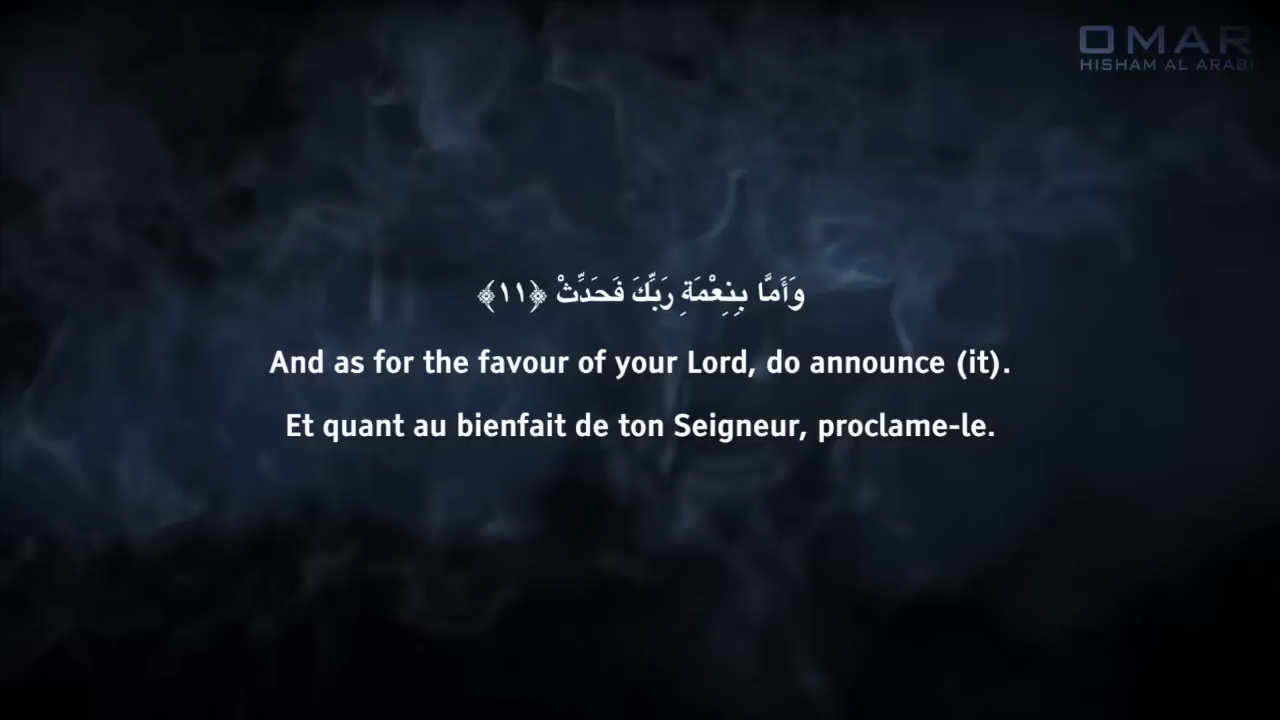 OMAR
HISHAM AL ARABI
وَأَمَّا بِنِعْمَةِ رَبِّكَ فَحَدِّثْ ﴿١١﴾
And as for the favour of your Lord, do announce (it).
Et quant au bienfait de ton Seigneur, proclame-le.